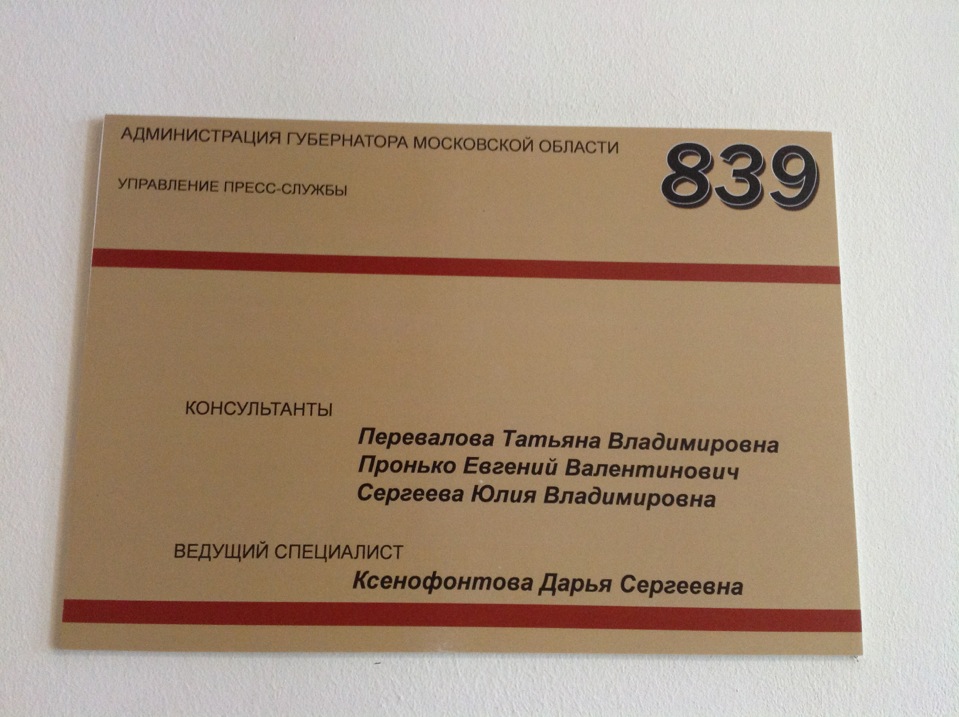 АДМИНИСТРАЦИЯ ГУБЕРНАТОРА МОСКОВСКОЙ ОБЛАСТИ
839
УПРАВЛЕНИЕ ПРЕСС-СЛУЖБЫ
КОНСУЛЬТАНТЫ
Перевалова Татьяна Владимировна
Пронько Евгений Валентинович
Сергеева Юлия Владимировна
ВЕДУЩИЙ СПЕЦИАЛИСТ
Ксенофонтова Дарья Сергеевна